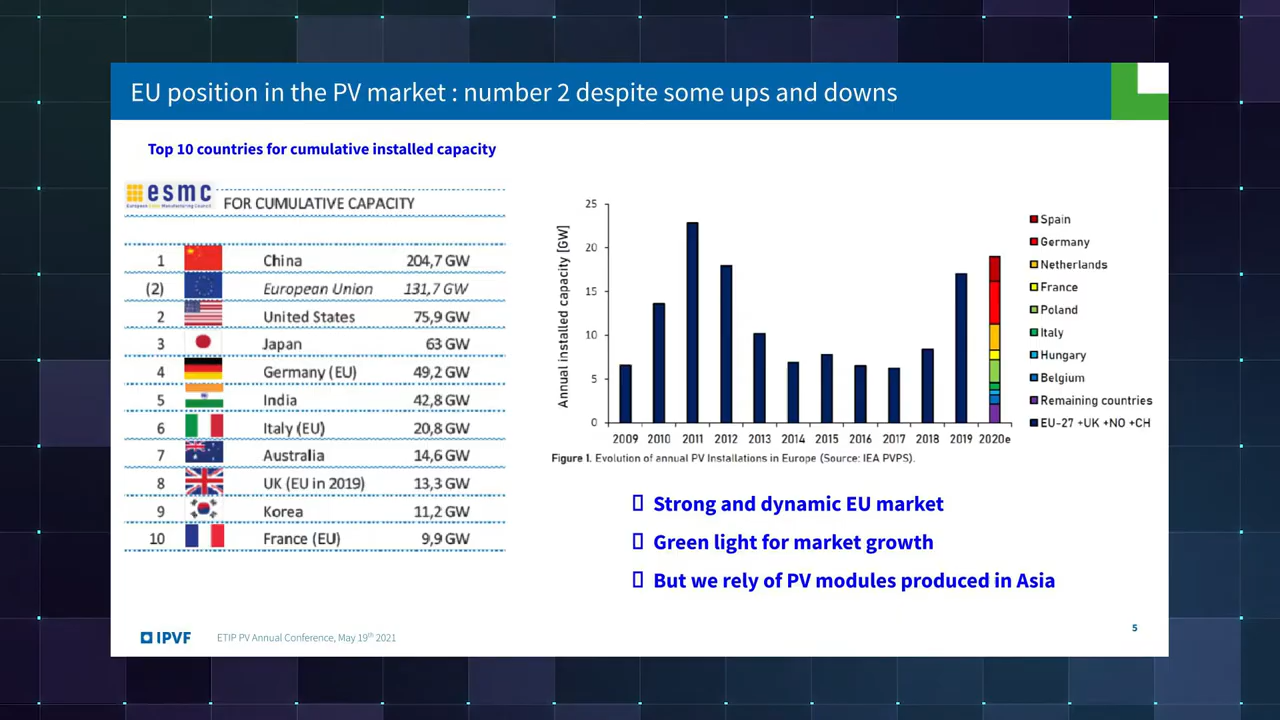 EU position in the PV market : number 2 despite some ups and downs
Top 10 countries for cumulative installed capacity
esmc
FOR CUMULATIVE CAPACITY
1 China 204,7 GW
(2) European Union 131,7 GW
2 United States 75,9 GW
3 Japan 63 GW
4 Germany (EU) 49,2 GW
5 India 42,8 GW
6 Italy (EU) 20,8 GW
7 Australia 14,6 GW
8 UK (EU in 2019) 13,3 GW
9 Korea 11,2 GW
10 France (EU) 9,9 GW
Annual installed capacity [GW]
25
20
15
10
5
0
2009 2010 2011 2012 2013 2014 2015 2016 2017 2018 2019 2020e
Spain
Germany
Netherlands
France
Poland
Italy
Hungary
Belgium
Remaining countries
EU-27 +UK +NO +CH
Figure 1. Evolution of annual PV Installations in Europe (Source: IEA PVPS).
Strong and dynamic EU market
Green light for market growth
But we rely of PV modules produced in Asia
IPVF
ETIP PV Annual Conference, May 19th 2021
5